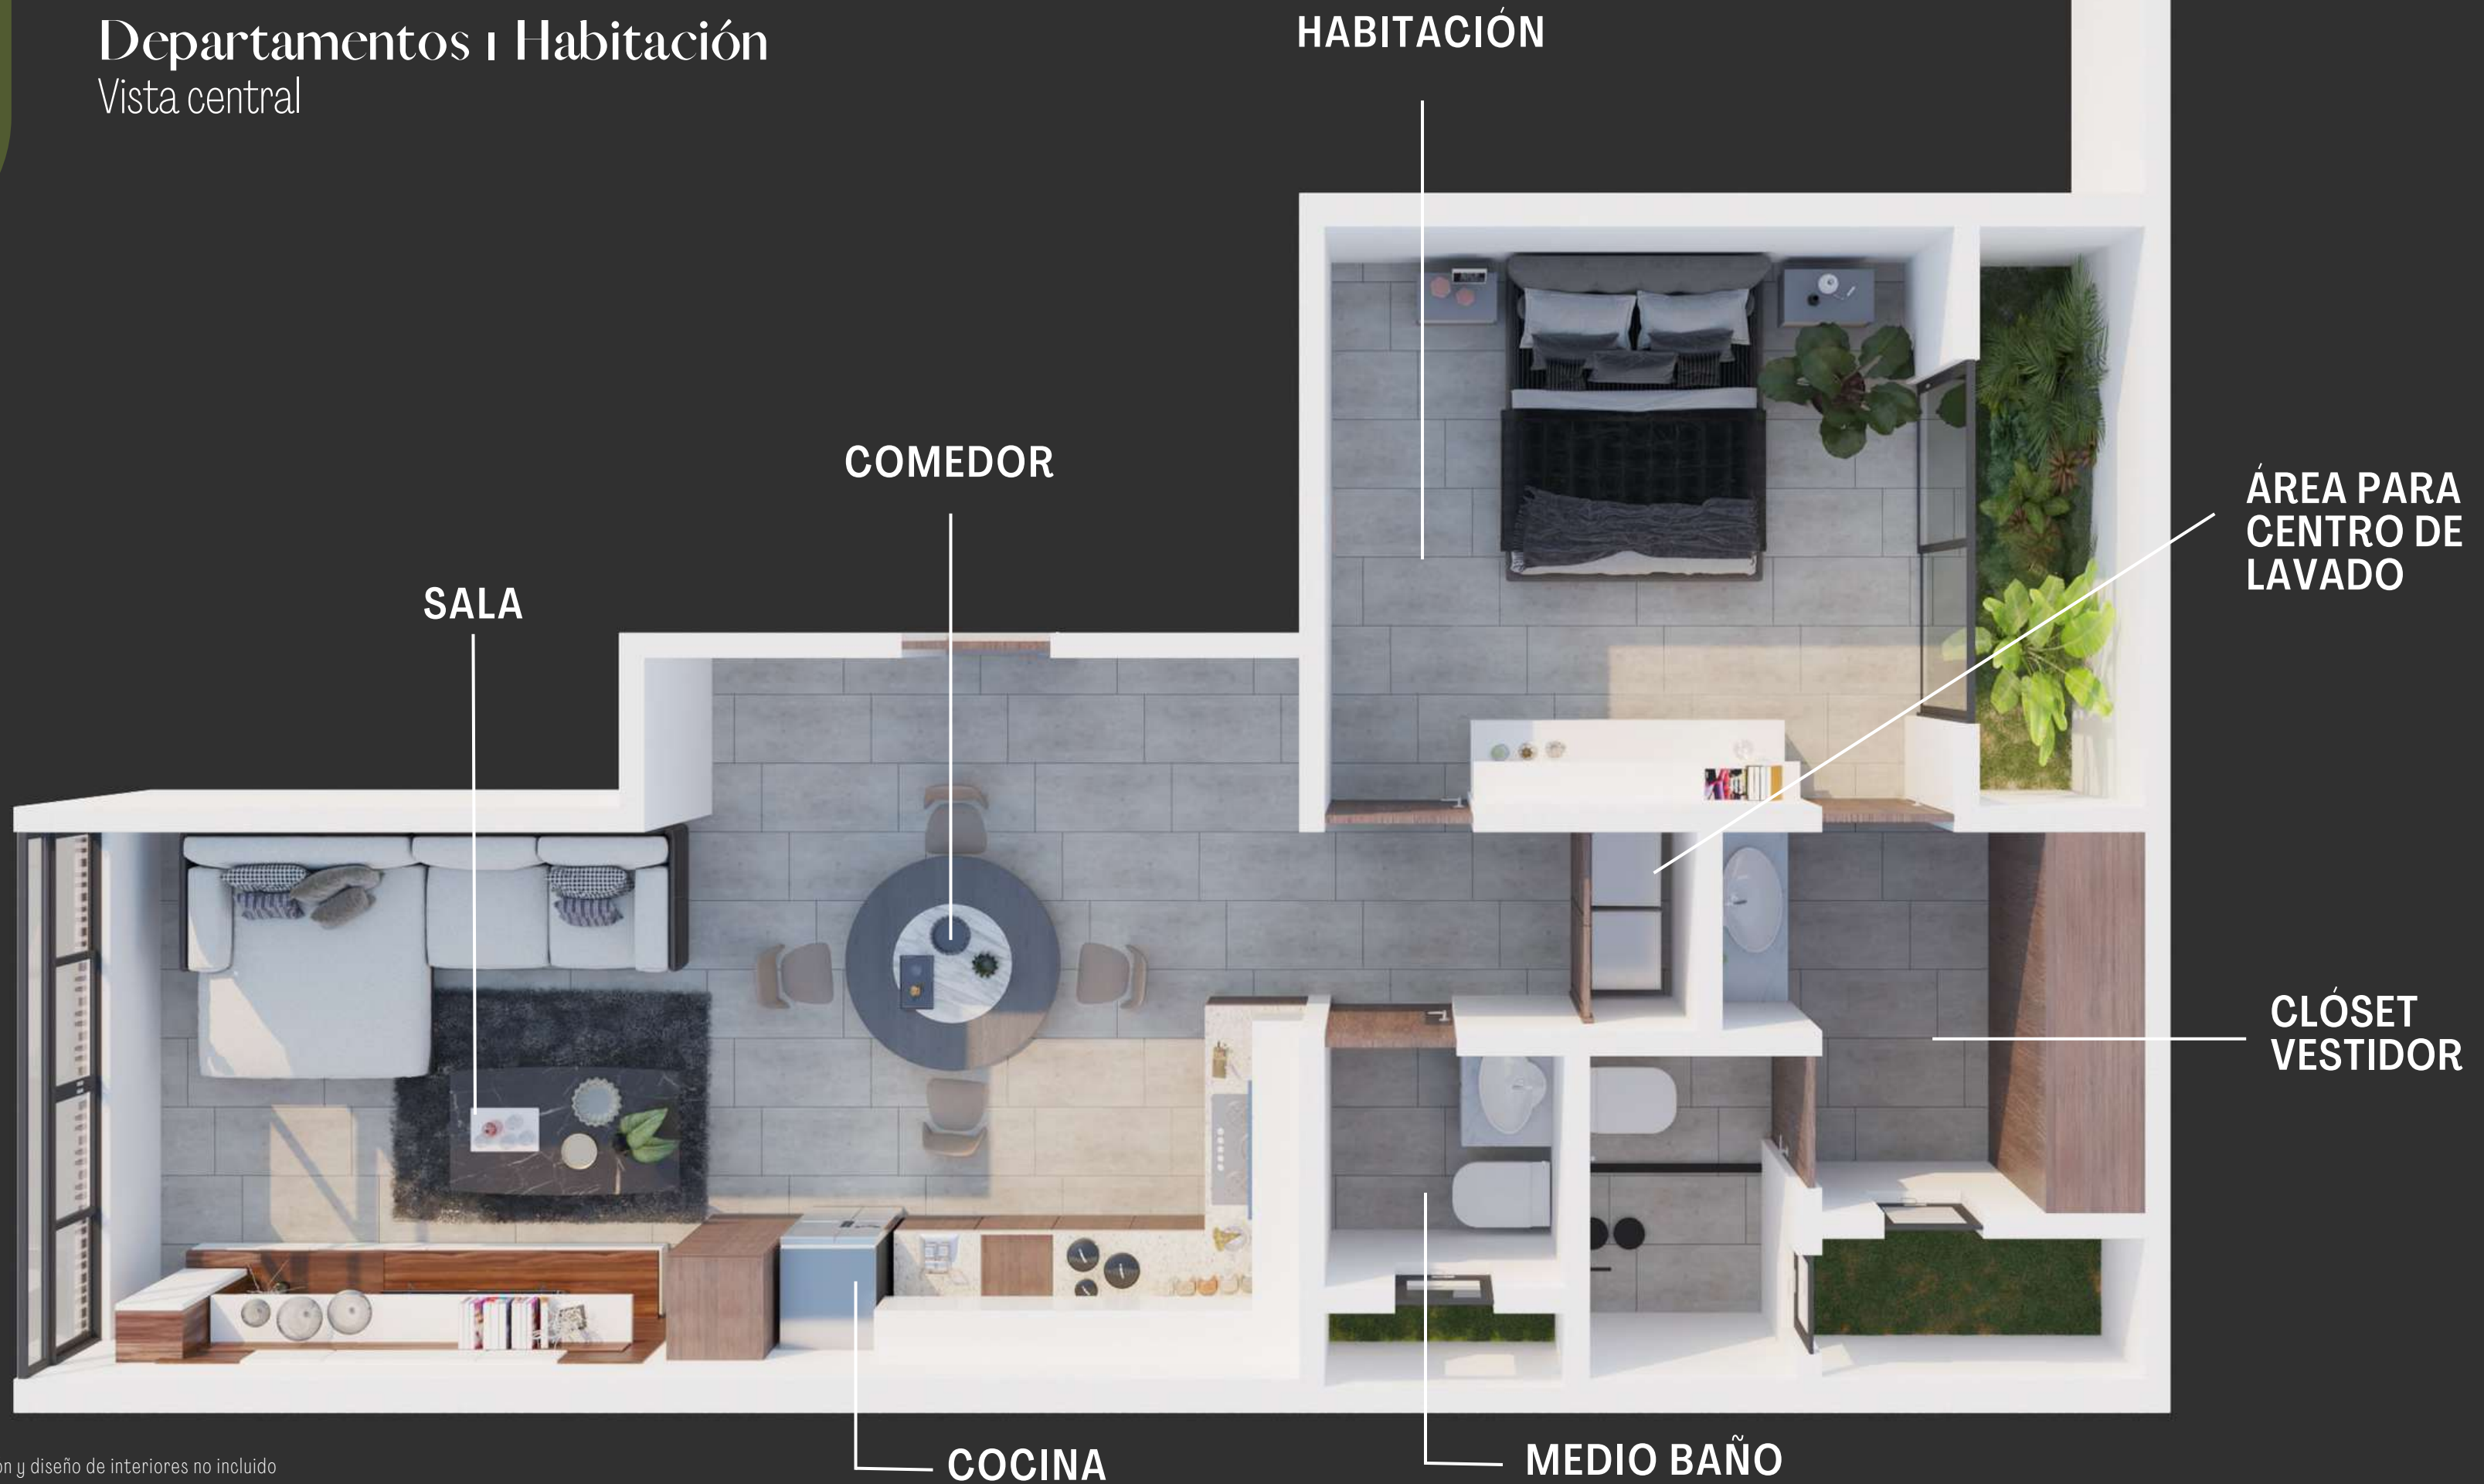 Departamentos 1 Habitación
Vista central
HABITACIÓN
COMEDOR
SALA
ÁREA PARA
CENTRO DE
LAVADO
CLÓSET
VESTIDOR
COCINA
MEDIO BAÑO
y diseño de interiores no incluido